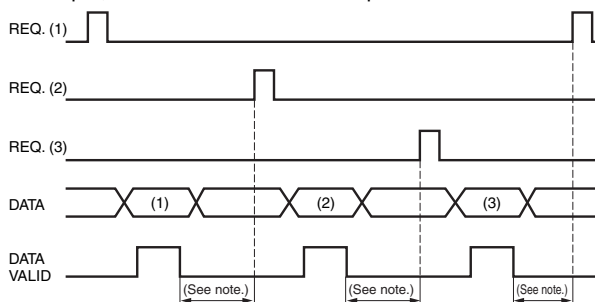 REQ. (1)
REQ. (2)
REQ. (3)
DATA
(1)
(2)
(3)
DATA
VALID
(See note.)
(See note.)
(See note.)